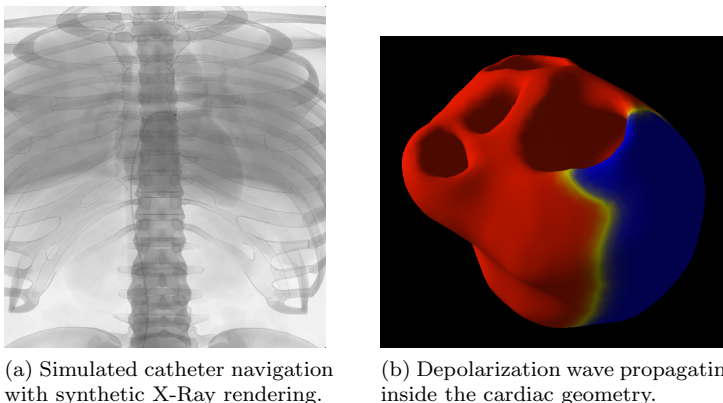 (a) Simulated catheter navigation
with synthetic X-Ray rendering.
(b) Depolarization wave propagatin
inside the cardiac geometry.